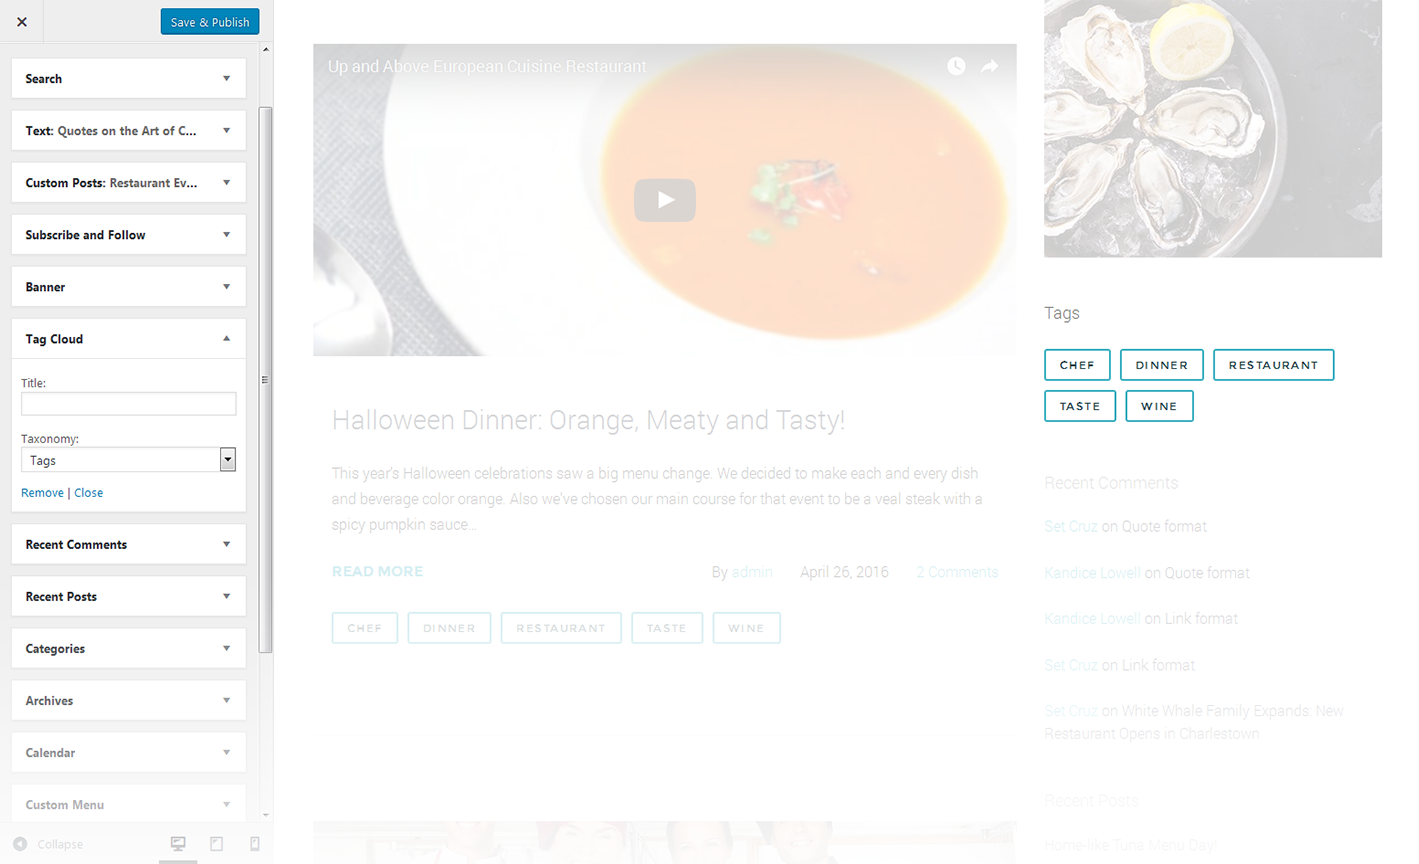 Save & Publish
Search
Text: Quotes on the Art of C...
Custom Posts: Restaurant Ev...
Subscribe and Follow
Banner
Tag Cloud
Title:
Taxonomy:
Tags
Remove | Close
Recent Comments
Recent Posts
Categories
Archives
Calendar
Custom Menu
Collapse
Up and Above European Cuisine Restaurant
Halloween Dinner: Orange, Meaty and Tasty!
This year's Halloween celebrations saw a big menu change. We decided to make each and every dish
and beverage color orange. Also we've chosen our main course for that event to be a veal steak with a
spicy pumpkin sauce...
READ MORE
By admin
April 26, 2016
2 Comments
CHEF
DINNER
RESTAURANT
TASTE
WINE
Tags
CHEF
DINNER
RESTAURANT
TASTE
WINE
Recent Comments
Set Cruz on Quote format
Kandice Lowell on Quote format
Kandice Lowell on Link format
Set Cruz on Link format
Set Cruz on White Whale Family Expands: New
Restaurant Opens in Charlestown
Recent Posts
Home-like Tuna Menu Day!